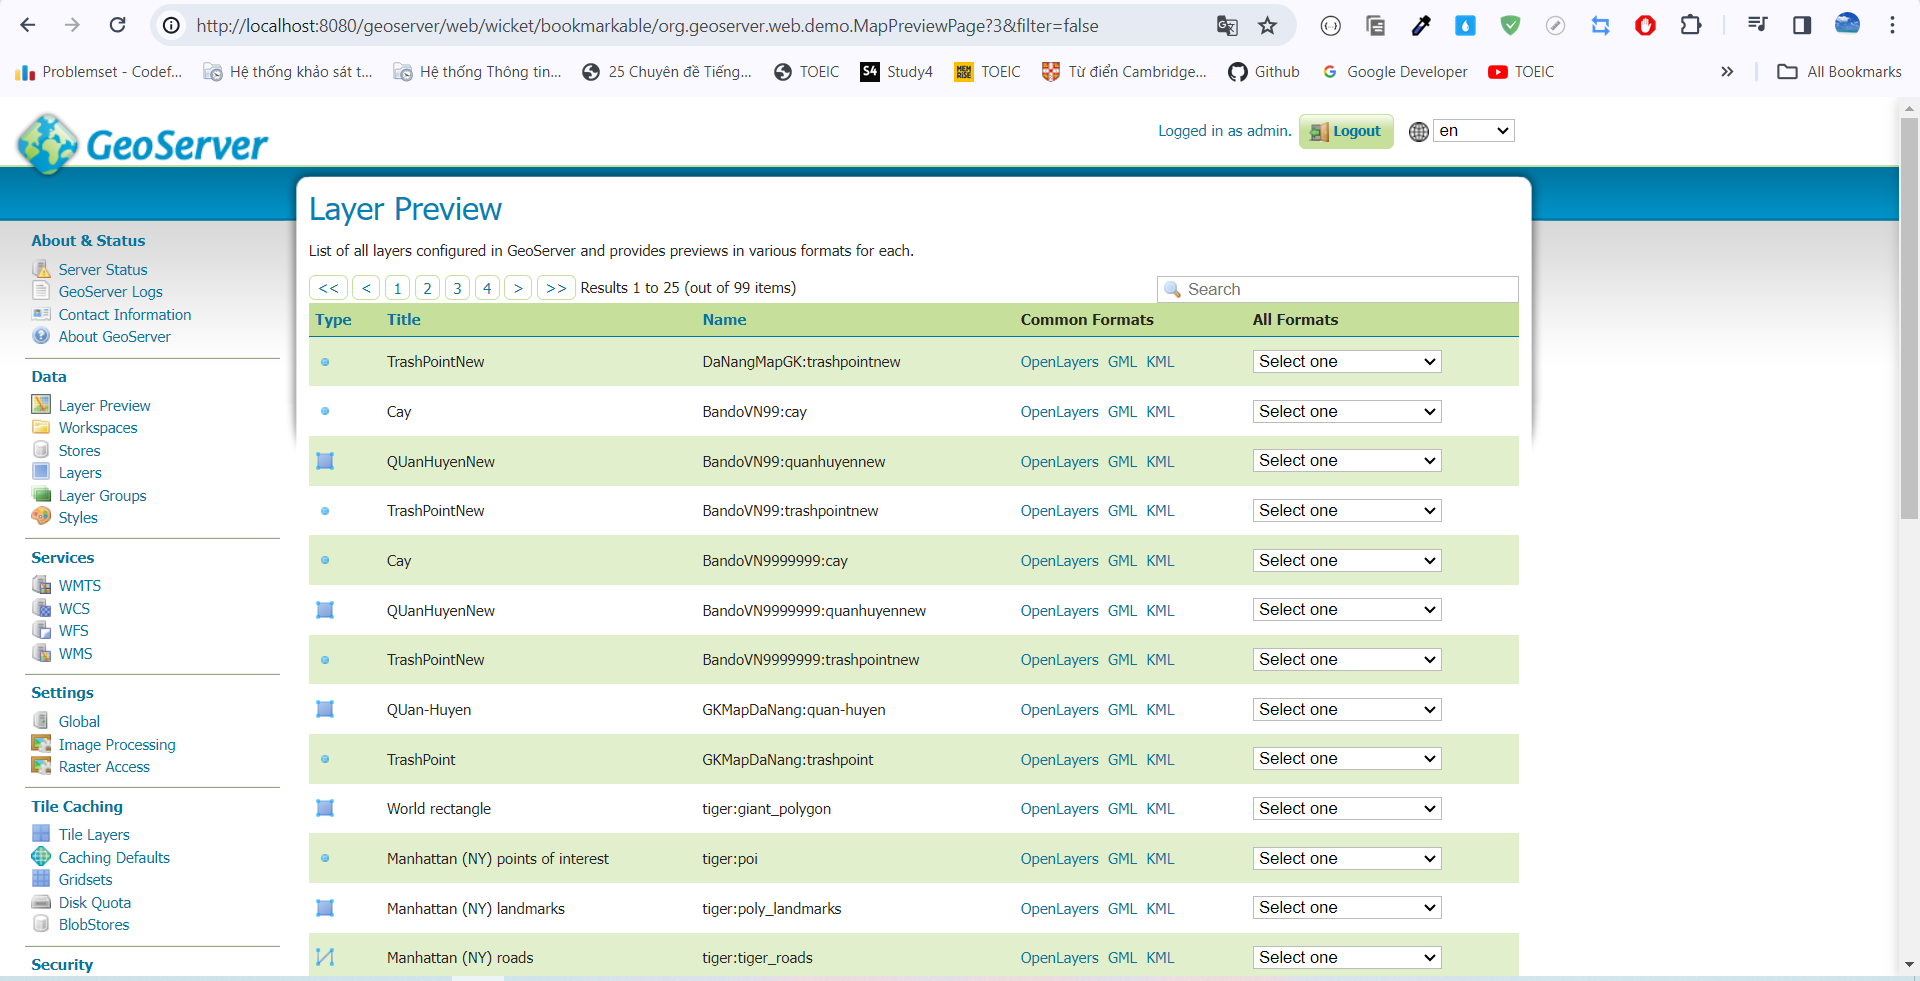 http://localhost:8080/geoserver/web/wicket/bookmarkable/org.geoserver.web.demo.MapPreviewPage?3&filter=false
Problemset - Codef... Hệ thống khảo sát t... Hệ thống Thông tin... 25 Chuyên đề Tiếng... TOEIC S4 Study4 MEM RISE TOEIC Từ điển Cambridge... Github G Google Developer TOEIC » All Bookmarks
GeoServer
Logged in as admin. Logout en
Layer Preview
List of all layers configured in GeoServer and provides previews in various formats for each.
<< < 1 2 3 4 > >> Results 1 to 25 (out of 99 items) Search
Type Title Name Common Formats All Formats
TrashPointNew DaNangMapGK:trashpointnew OpenLayers GML KML Select one
Cay BandoVN99:cay OpenLayers GML KML Select one
QUanHuyenNew BandoVN99:quanhuyennew OpenLayers GML KML Select one
TrashPointNew BandoVN99:trashpointnew OpenLayers GML KML Select one
Cay BandoVN9999999:cay OpenLayers GML KML Select one
QUanHuyenNew BandoVN9999999:quanhuyennew OpenLayers GML KML Select one
TrashPointNew BandoVN9999999:trashpointnew OpenLayers GML KML Select one
QUan-Huyen GKMapDaNang:quan-huyen OpenLayers GML KML Select one
TrashPoint GKMapDaNang:trashpoint OpenLayers GML KML Select one
World rectangle tiger:giant_polygon OpenLayers GML KML Select one
Manhattan (NY) points of interest tiger:poi OpenLayers GML KML Select one
Manhattan (NY) landmarks tiger:poly_landmarks OpenLayers GML KML Select one
Manhattan (NY) roads tiger:tiger_roads OpenLayers GML KML Select one
About & Status
Server Status
GeoServer Logs
Contact Information
About GeoServer
Data
Layer Preview
Workspaces
Stores
Layers
Layer Groups
Styles
Services
WMTS
WCS
WFS
WMS
Settings
Global
Image Processing
Raster Access
Tile Caching
Tile Layers
Caching Defaults
Gridsets
Disk Quota
BlobStores
Security